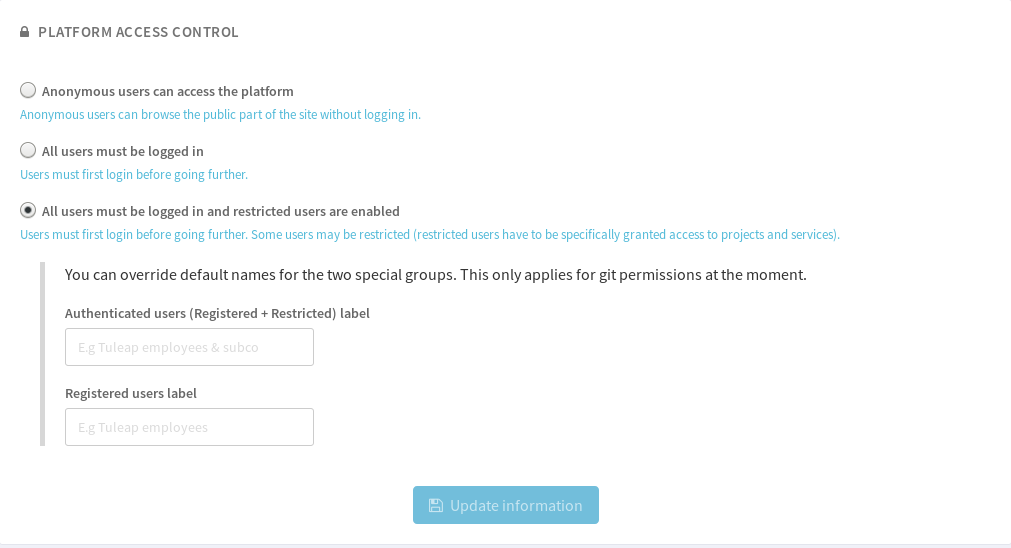 PLATFORM ACCESS CONTROL
Anonymous users can access the platform
Anonymous users can browse the public part of the site without logging in.
All users must be logged in
Users must first login before going further.
All users must be logged in and restricted users are enabled
Users must first login before going further. Some users may be restricted (restricted users have to be specifically granted access to projects and services).
You can override default names for the two special groups. This only applies for git permissions at the moment.
Authenticated users (Registered + Restricted) label
E.g Tuleap employees & subco
Registered users label
E.g Tuleap employees
Update information